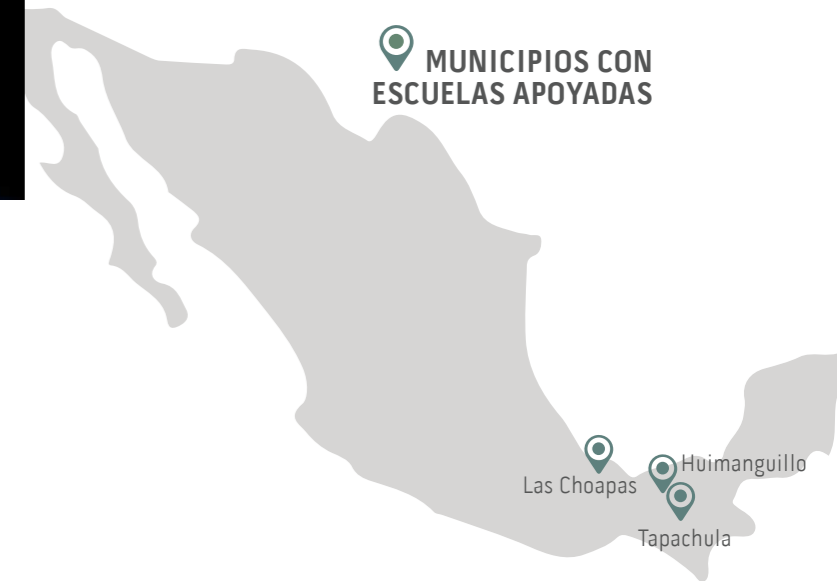 MUNICIPIOS CON
ESCUELAS APOYADAS
Huimanguillo
Las Choapas
Tapachula